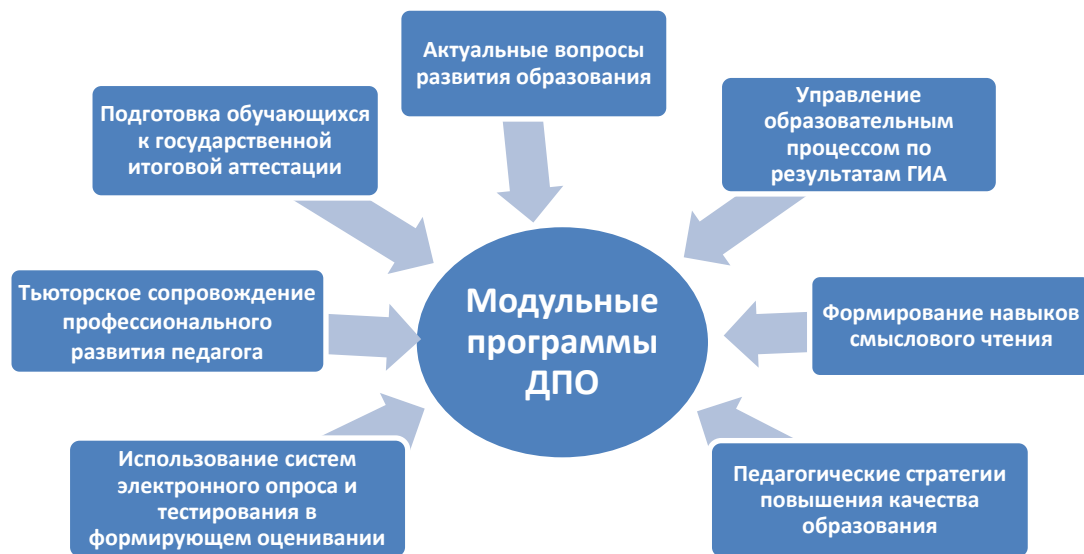 Актуальные вопросы
развития образования
Подготовка обучающихся
к государственной
итоговой аттестации
Управление
образовательным
процессом по
результатам ГИА
Тьюторское сопровождение
профессионального
развития педагога
Модульные
программы
ДПО
Формирование навыков
смыслового чтения
Использование систем
электронного опроса и
тестирования в
формирующем оценивании
Педагогические стратегии
повышения качества
образования